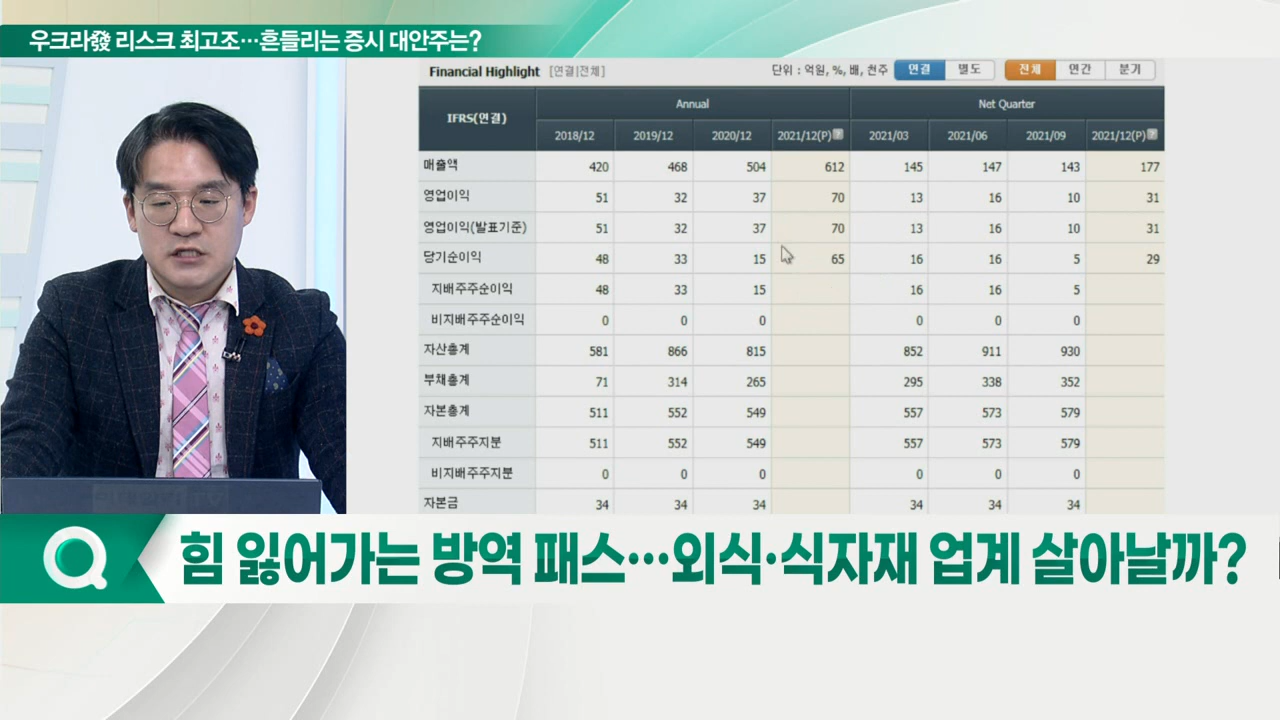 우크라發 리스크 최고조…흔들리는 증시 대안주는?
Financial Highlight [연결|전체] 단위 : 억원, %, 배, 천주 연결 별도 전체 연간 분기
IFRS(연결) Annual Net Quarter
2018/12 2019/12 2020/12 2021/12(P) 2021/03 2021/06 2021/09 2021/12(P)
매출액 420 468 504 612 145 147 143 177
영업이익 51 32 37 70 13 16 10 31
영업이익(발표기준) 51 32 37 70 13 16 10 31
당기순이익 48 33 15 65 16 16 5 29
지배주주순이익 48 33 15 16 16 5
비지배주주순이익 0 0 0 0 0 0
자산총계 581 866 815 852 911 930
부채총계 71 314 265 295 338 352
자본총계 511 552 549 557 573 579
지배주주지분 511 552 549 557 573 579
비지배주주지분 0 0 0 0 0 0
자본금 34 34 34 34 34 34
힘 잃어가는 방역 패스…외식·식자재 업계 살아날까?